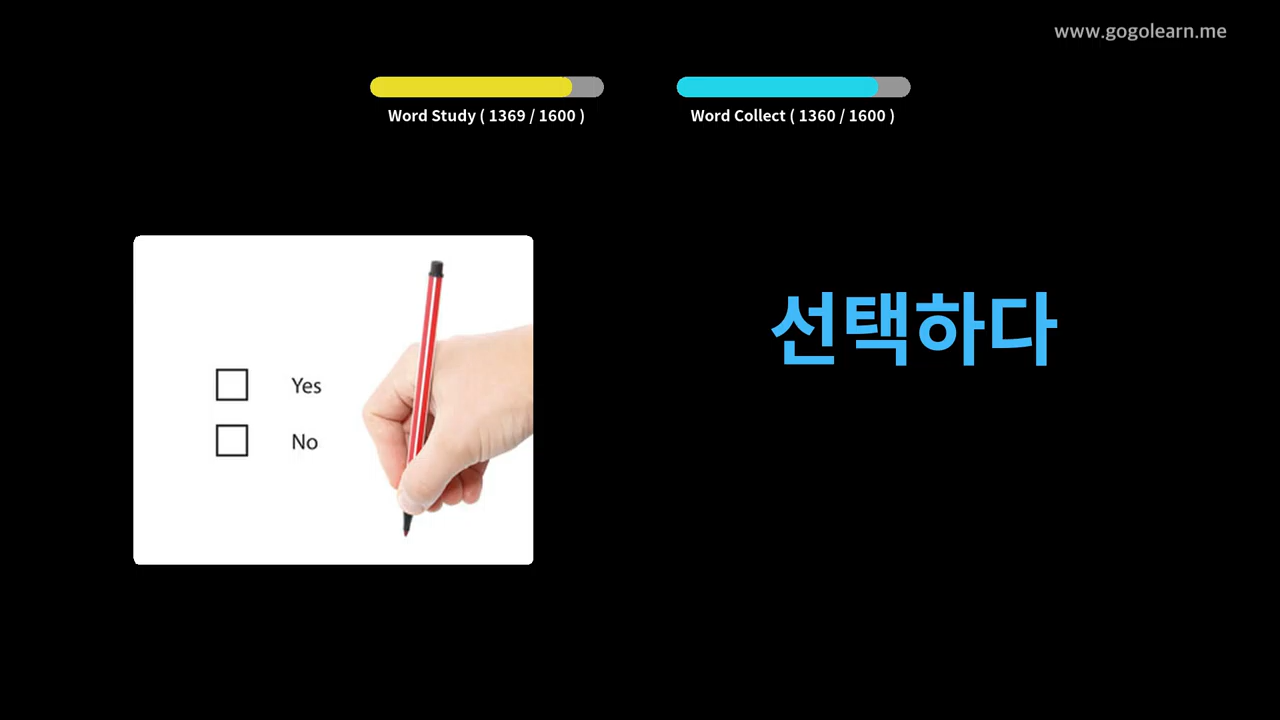 www.gogolearn.me
Word Study ( 1369 / 1600 )
Word Collect ( 1360 / 1600 )
선택하다
Yes
No